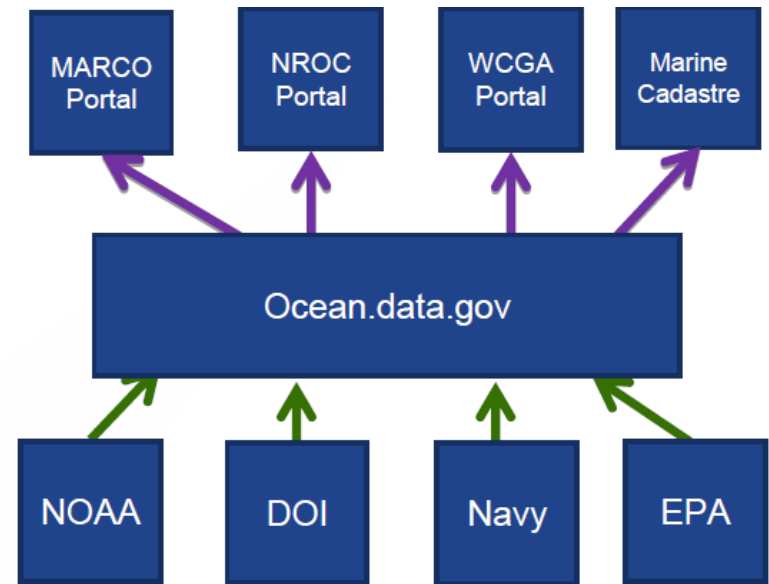 MARCO
Portal
NROC
Portal
WCGA
Portal
Marine
Cadastre
Ocean.data.gov
NOAA
DOI
Navy
EPA